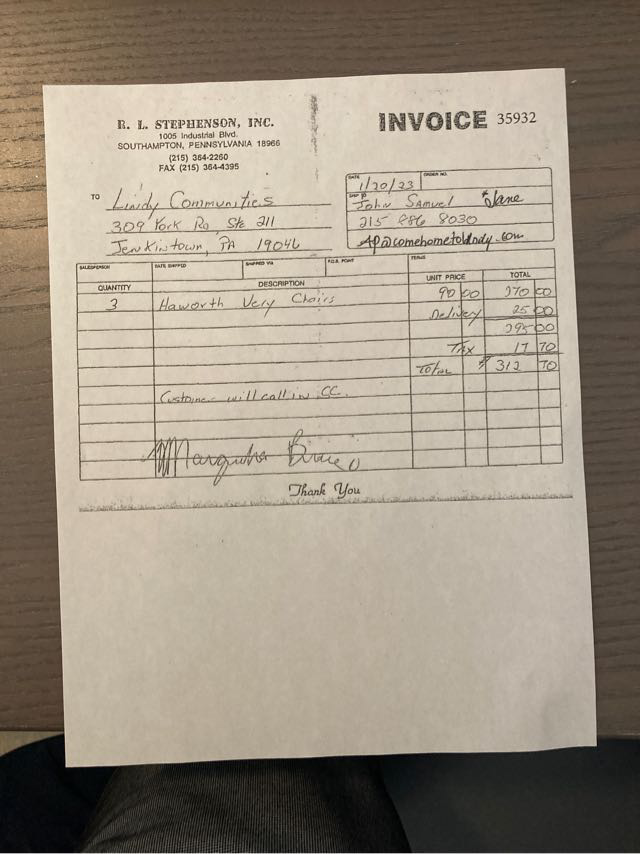 R. L. STEPHENSON, INC.
1005 Industrial Blvd.
SOUTHAMPTON, PENNSYLVANIA 18966
(215) 364-2260
FAX (215) 364-4395
INVOICE 35932
DATE 1/20/23 ORDER NO.
SHIP TO John Samuel *Jane
215 886 8030
AP@comehometolindy.com
TO Lindy Communities
309 York Rd, Ste 211
Jenkintown, PA 19046
SALESPERSON DATE SHIPPED SHIPPED VIA F.O.B. POINT TERMS
QUANTITY DESCRIPTION UNIT PRICE TOTAL
3 Haworth Very Chairs 90 00 270 00
Delivery 25 00
295 00
Tax 17 70
Total $ 312 70
Customer will call in CC.
Thank You